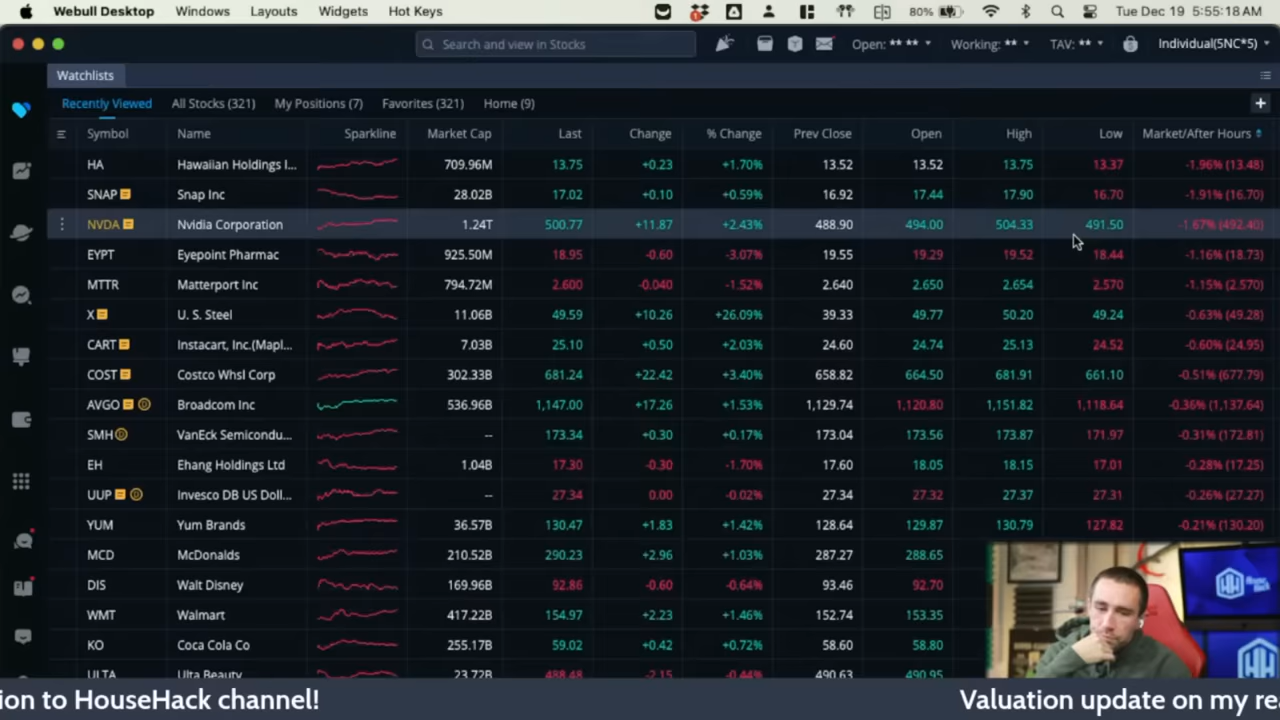 Webull Desktop Windows Layouts Widgets Hot Keys 80% Tue Dec 19 5:55:18 AM
Search and view in Stocks Open: ** ** Working: ** TAV: ** Individual(5NC*5)
Watchlists
Recently Viewed All Stocks (321) My Positions (7) Favorites (321) Home (9)
Symbol Name Sparkline Market Cap Last Change % Change Prev Close Open High Low Market/After Hours
HA Hawaiian Holdings I... 709.96M 13.75 +0.23 +1.70% 13.52 13.52 13.75 13.37 -1.96% (13.48)
SNAP Snap Inc 28.02B 17.02 +0.10 +0.59% 16.92 17.44 17.90 16.70 -1.91% (16.70)
NVDA Nvidia Corporation 1.24T 500.77 +11.87 +2.43% 488.90 494.00 504.33 491.50 -1.67% (492.40)
EYPT Eyepoint Pharmac 925.50M 18.95 -0.60 -3.07% 19.55 19.29 19.52 18.44 -1.16% (18.73)
MTTR Matterport Inc 794.72M 2.600 -0.040 -1.52% 2.640 2.650 2.654 2.570 -1.15% (2.570)
X U. S. Steel 11.06B 49.59 +10.26 +26.09% 39.33 49.77 50.20 49.24 -0.63% (49.28)
CART Instacart, Inc.(Mapl... 7.03B 25.10 +0.50 +2.03% 24.60 24.74 25.13 24.52 -0.60% (24.95)
COST Costco Whsl Corp 302.33B 681.24 +22.42 +3.40% 658.82 664.50 681.91 661.10 -0.51% (677.79)
AVGO Broadcom Inc 536.96B 1,147.00 +17.26 +1.53% 1,129.74 1,120.80 1,151.82 1,118.64 -0.36% (1,137.64)
SMH VanEck Semicondu... -- 173.34 +0.30 +0.17% 173.04 173.56 173.87 171.97 -0.31% (172.81)
EH Ehang Holdings Ltd 1.04B 17.30 -0.30 -1.70% 17.60 18.05 18.15 17.01 -0.28% (17.25)
UUP Invesco DB US Doll... -- 27.34 0.00 -0.02% 27.34 27.32 27.37 27.31 -0.26% (27.27)
YUM Yum Brands 36.57B 130.47 +1.83 +1.42% 128.64 129.87 130.79 127.82 -0.21% (130.20)
MCD McDonalds 210.52B 290.23 +2.96 +1.03% 287.27 288.65
DIS Walt Disney 169.96B 92.86 -0.60 -0.64% 93.46 92.70
WMT Walmart 417.22B 154.97 +2.23 +1.46% 152.74 153.35
KO Coca Cola Co 255.17B 59.02 +0.42 +0.72% 58.60 58.80
ULTA Ulta Beauty 23.72B 488.48 -2.15 -0.44% 490.63 490.95
ion to HouseHack channel! Valuation update on my re